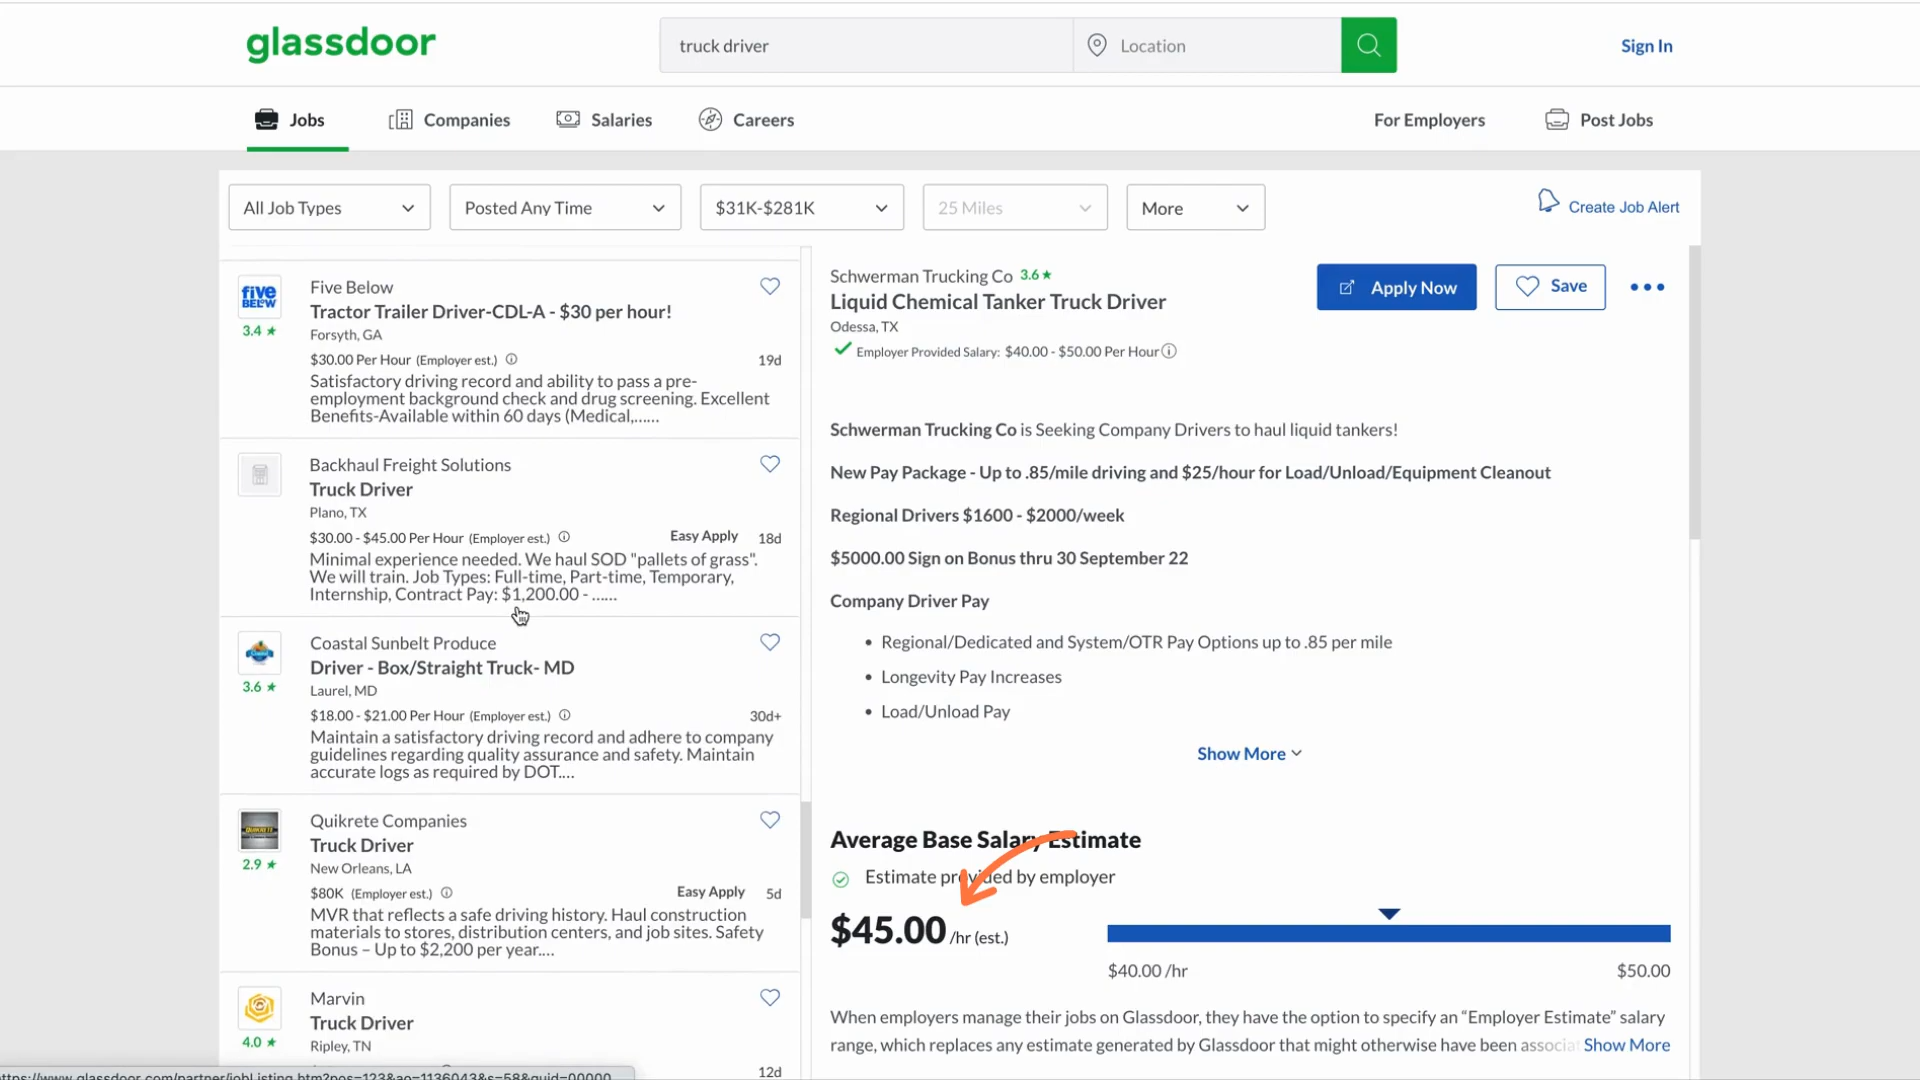 glassdoor
truck driver
Location
Sign In
Jobs
Companies
Salaries
Careers
For Employers
Post Jobs
All Job Types
Posted Any Time
$31K-$281K
25 Miles
More
Create Job Alert
five BELOW
3.4 ★
Five Below
Tractor Trailer Driver-CDL-A - $30 per hour!
Forsyth, GA
$30.00 Per Hour (Employer est.)
19d
Satisfactory driving record and ability to pass a pre-
employment background check and drug screening. Excellent
Benefits-Available within 60 days (Medical,......
Backhaul Freight Solutions
Truck Driver
Plano, TX
$30.00 - $45.00 Per Hour (Employer est.)
Easy Apply
18d
Minimal experience needed. We haul SOD "pallets of grass".
We will train. Job Types: Full-time, Part-time, Temporary,
Internship, Contract Pay: $1,200.00 - ......
3.6 ★
Coastal Sunbelt Produce
Driver - Box/Straight Truck- MD
Laurel, MD
$18.00 - $21.00 Per Hour (Employer est.)
30d+
Maintain a satisfactory driving record and adhere to company
guidelines regarding quality assurance and safety. Maintain
accurate logs as required by DOT....
QUIKRETE
2.9 ★
Quikrete Companies
Truck Driver
New Orleans, LA
$80K (Employer est.)
Easy Apply
5d
MVR that reflects a safe driving history. Haul construction
materials to stores, distribution centers, and job sites. Safety
Bonus – Up to $2,200 per year....
4.0 ★
Marvin
Truck Driver
Ripley, TN
12d
Schwerman Trucking Co 3.6 ★
Liquid Chemical Tanker Truck Driver
Odessa, TX
Employer Provided Salary: $40.00 - $50.00 Per Hour
Apply Now
Save
Schwerman Trucking Co is Seeking Company Drivers to haul liquid tankers!
New Pay Package - Up to .85/mile driving and $25/hour for Load/Unload/Equipment Cleanout
Regional Drivers $1600 - $2000/week
$5000.00 Sign on Bonus thru 30 September 22
Company Driver Pay
• Regional/Dedicated and System/OTR Pay Options up to .85 per mile
• Longevity Pay Increases
• Load/Unload Pay
Show More
Average Base Salary Estimate
Estimate provided by employer
$45.00 /hr (est.)
$40.00 /hr
$50.00
When employers manage their jobs on Glassdoor, they have the option to specify an “Employer Estimate” salary
range, which replaces any estimate generated by Glassdoor that might otherwise have been associa Show More